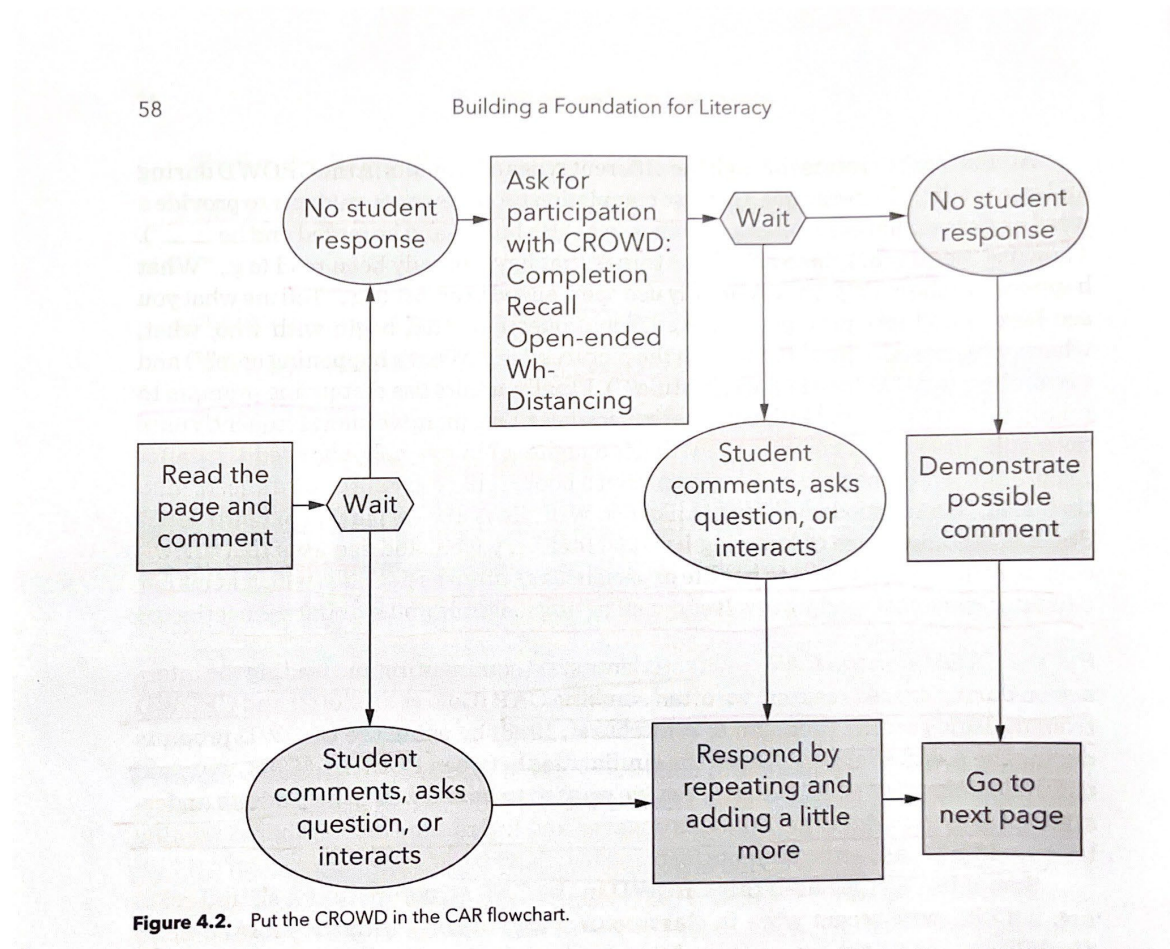 58
Building a Foundation for Literacy
No student
response
Ask for
participation
with CROWD:
Completion
Recall
Open-ended
Wh-
Distancing
Wait
No student
response
Read the
page and
comment
Wait
Student
comments, asks
question, or
interacts
Demonstrate
possible
comment
Student
comments, asks
question, or
interacts
Respond by
repeating and
adding a little
more
Go to
next page
Figure 4.2. Put the CROWD in the CAR flowchart.